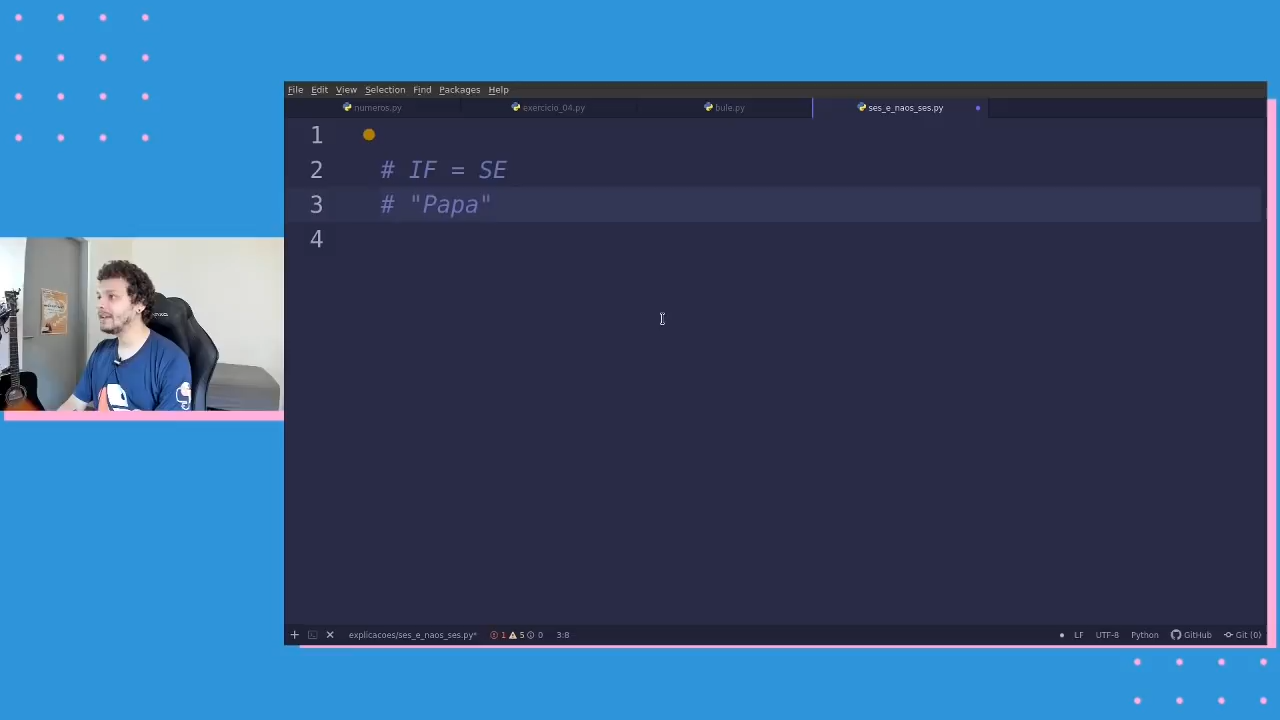 File Edit View Selection Find Packages Help
numeros.py exercicio_04.py bule.py ses_e_naos_ses.py
1
2 # IF = SE
3 # "Papa"
4
explicacoes/ses_e_naos_ses.py* 1 5 0 3:8 LF UTF-8 Python GitHub Git (0)